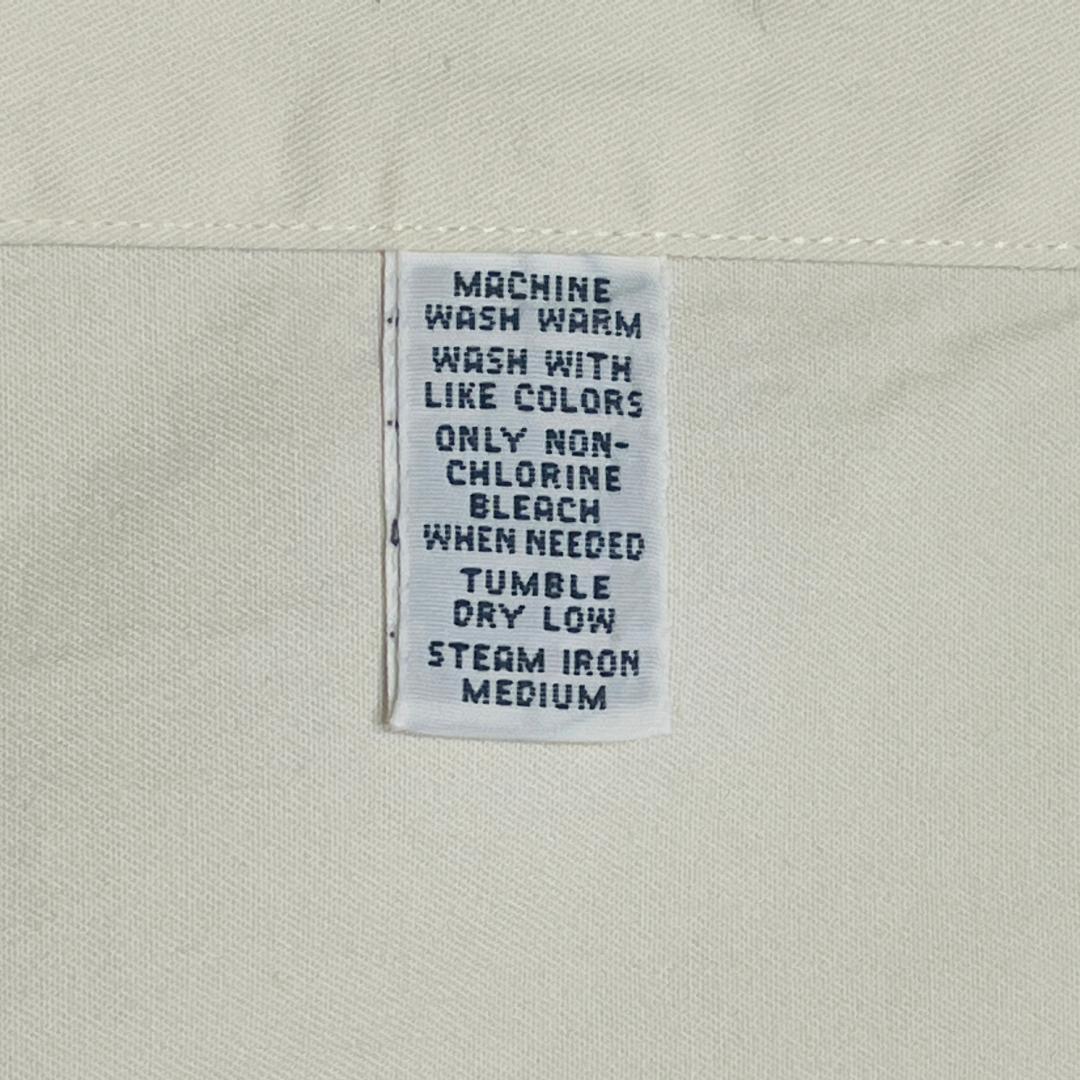 MACHINE
WASH WARM
WASH WITH
LIKE COLORS
ONLY NON-
CHLORINE
BLEACH
WHEN NEEDED
TUMBLE
DRY LOW
STEAM IRON
MEDIUM